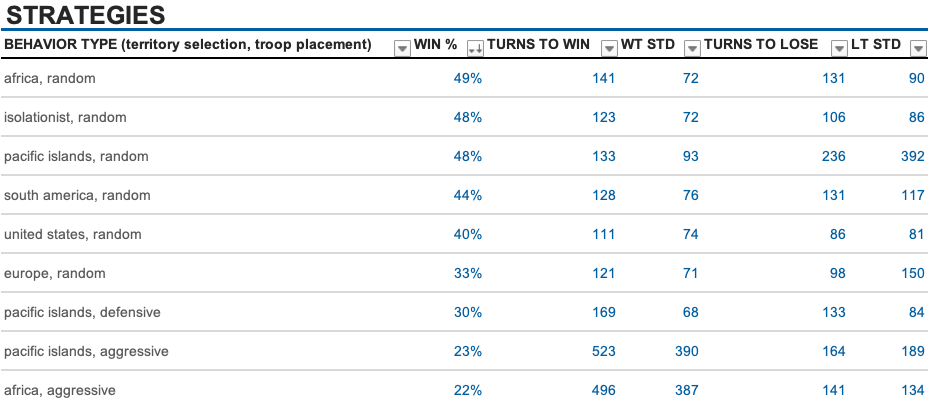 STRATEGIES
BEHAVIOR TYPE (territory selection, troop placement) WIN % TURNS TO WIN WT STD TURNS TO LOSE LT STD
africa, random 49% 141 72 131 90
isolationist, random 48% 123 72 106 86
pacific islands, random 48% 133 93 236 392
south america, random 44% 128 76 131 117
united states, random 40% 111 74 86 81
europe, random 33% 121 71 98 150
pacific islands, defensive 30% 169 68 133 84
pacific islands, aggressive 23% 523 390 164 189
africa, aggressive 22% 496 387 141 134